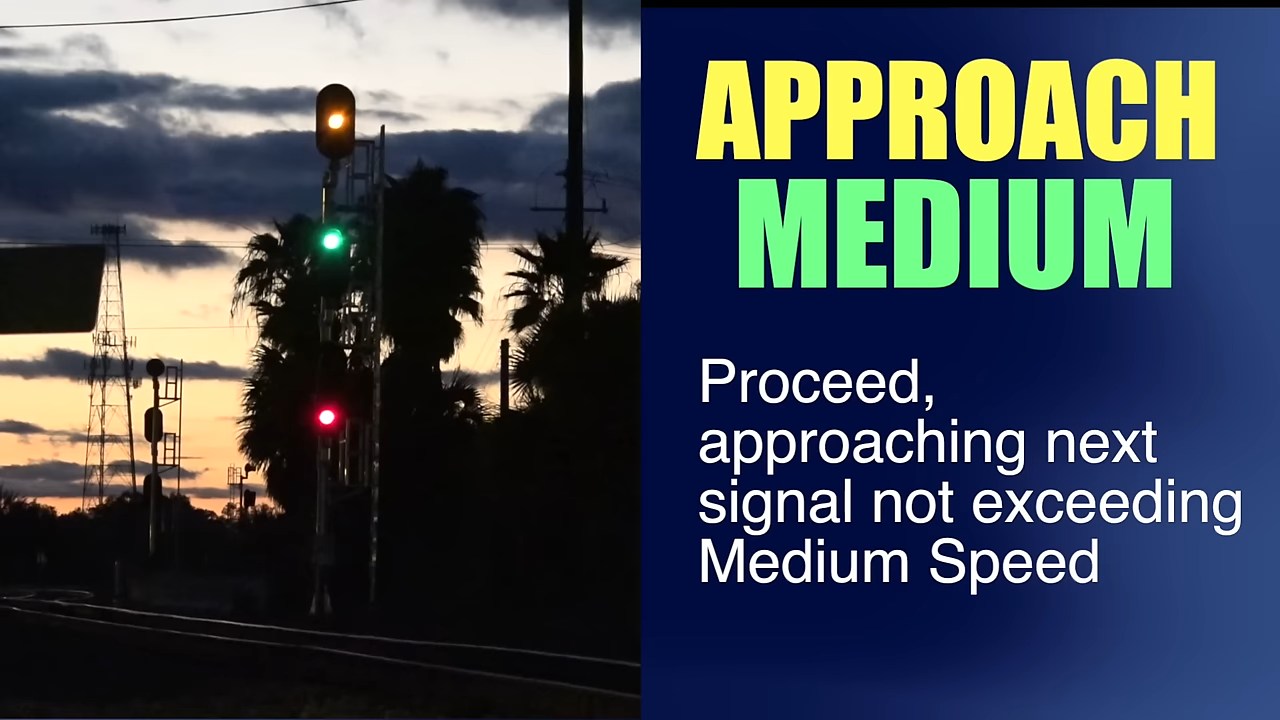 APPROACH
MEDIUM
Proceed,
approaching next
signal not exceeding
Medium Speed